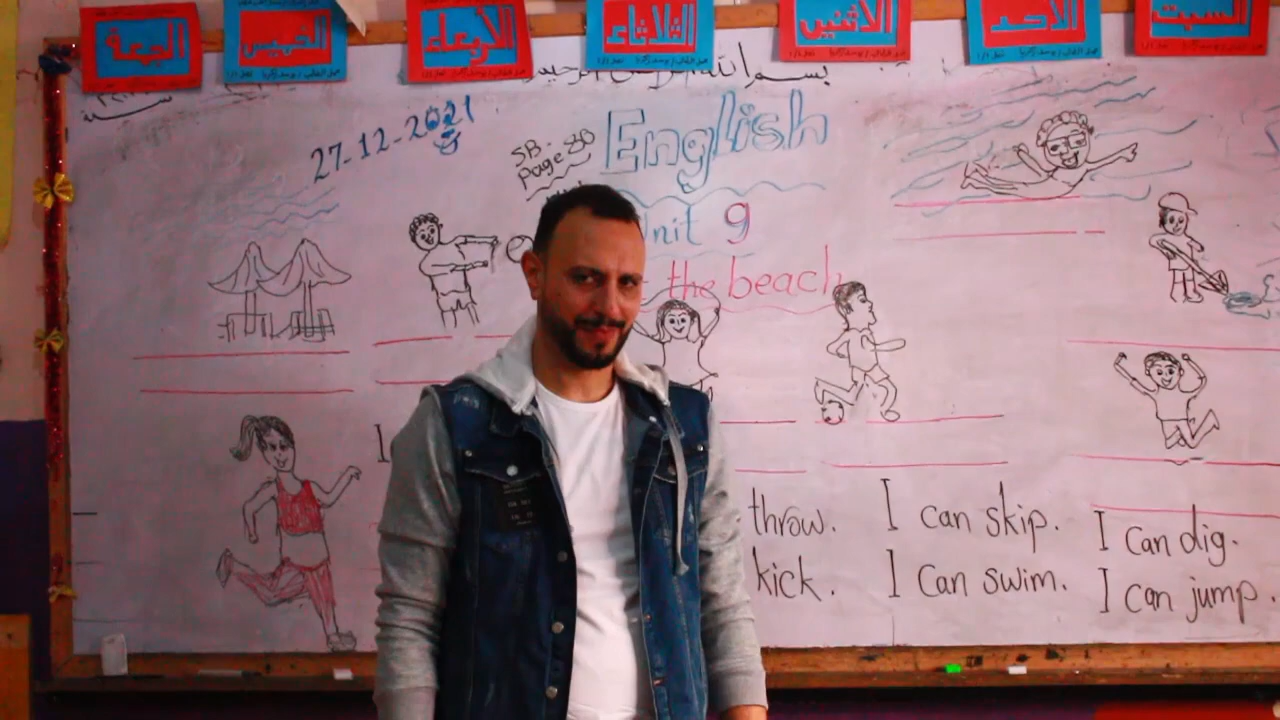 الجمعة
الخميس
الأربعاء
الثلاثاء
الاثنين
الأحد
السبت
بسم الله الرحمن الرحيم
27-12-2021
SB-
Page 80
English
Unit 9
the beach
throw.
kick.
I can skip.
I can swim.
I can dig.
I can jump.